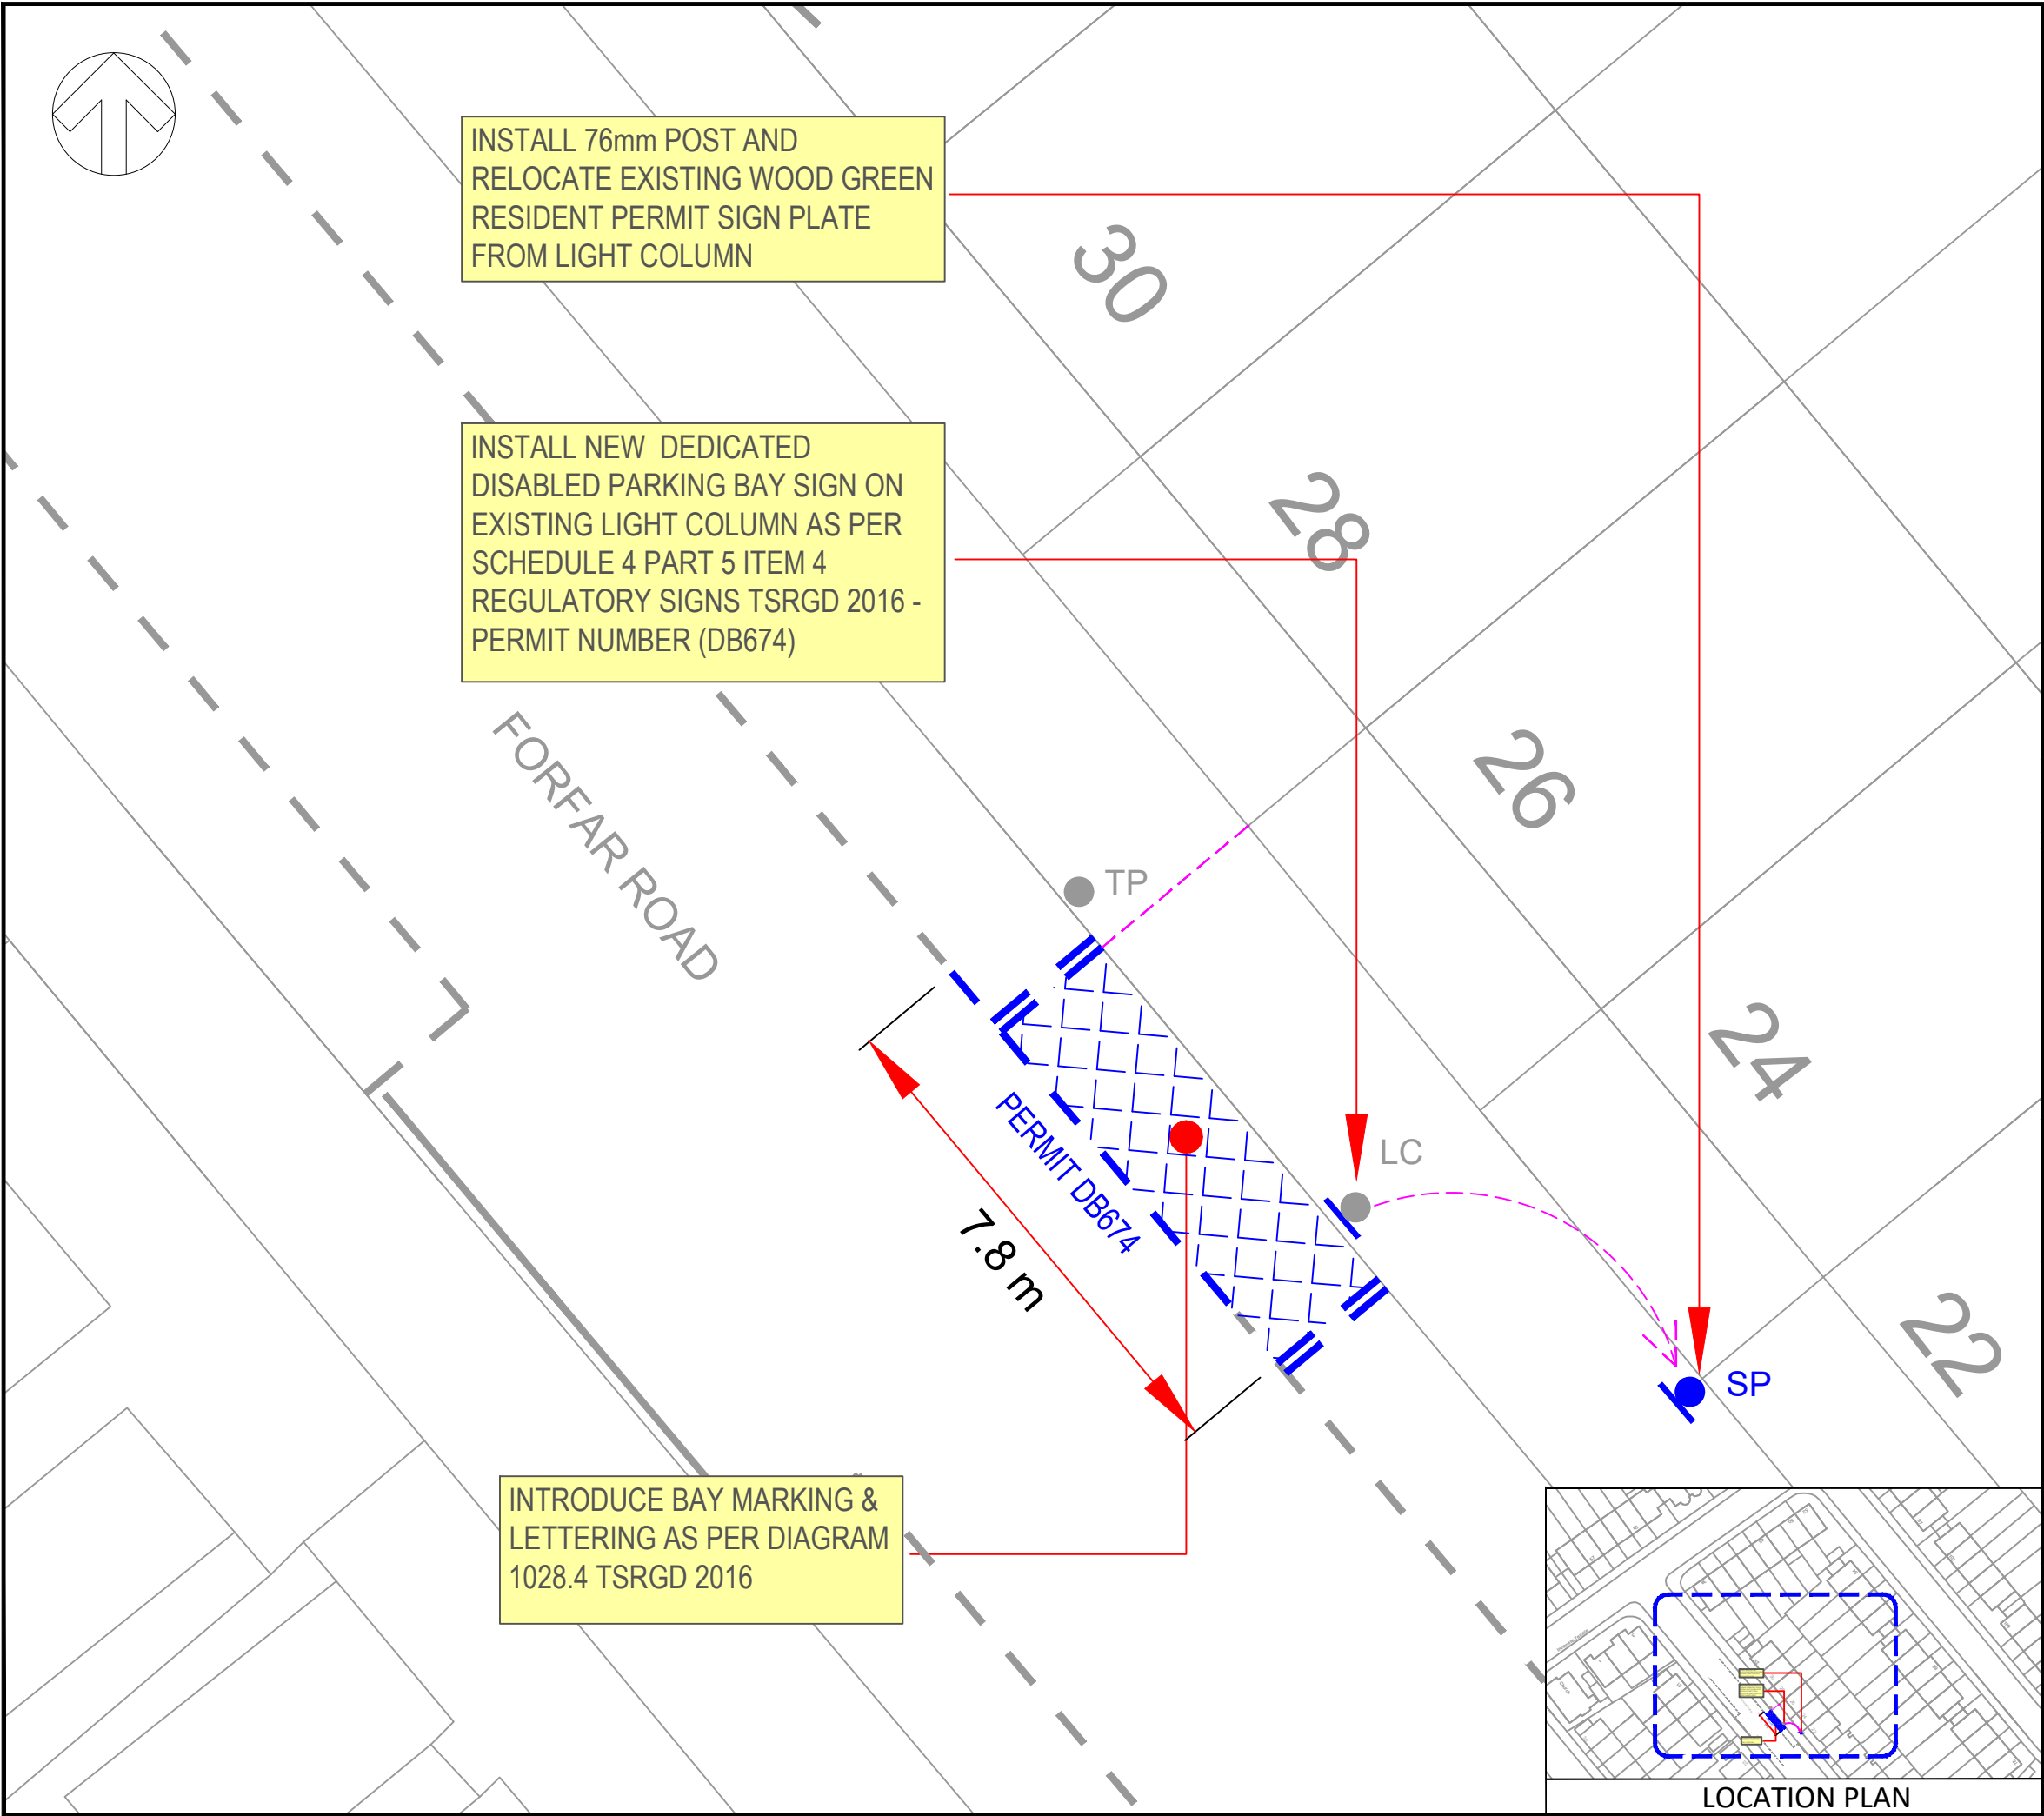 INSTALL 76mm POST AND
RELOCATE EXISTING WOOD GREEN
RESIDENT PERMIT SIGN PLATE
FROM LIGHT COLUMN
30
INSTALL NEW DEDICATED
DISABLED PARKING BAY SIGN ON
EXISTING LIGHT COLUMN AS PER
SCHEDULE 4 PART 5 ITEM 4
REGULATORY SIGNS TSRGD 2016 -
PERMIT NUMBER (DB674)
28
26
FORFAR ROAD
TP
24
LC
PERMIT DB674
7.8 m
22
SP
INTRODUCE BAY MARKING &
LETTERING AS PER DIAGRAM
1028.4 TSRGD 2016
LOCATION PLAN